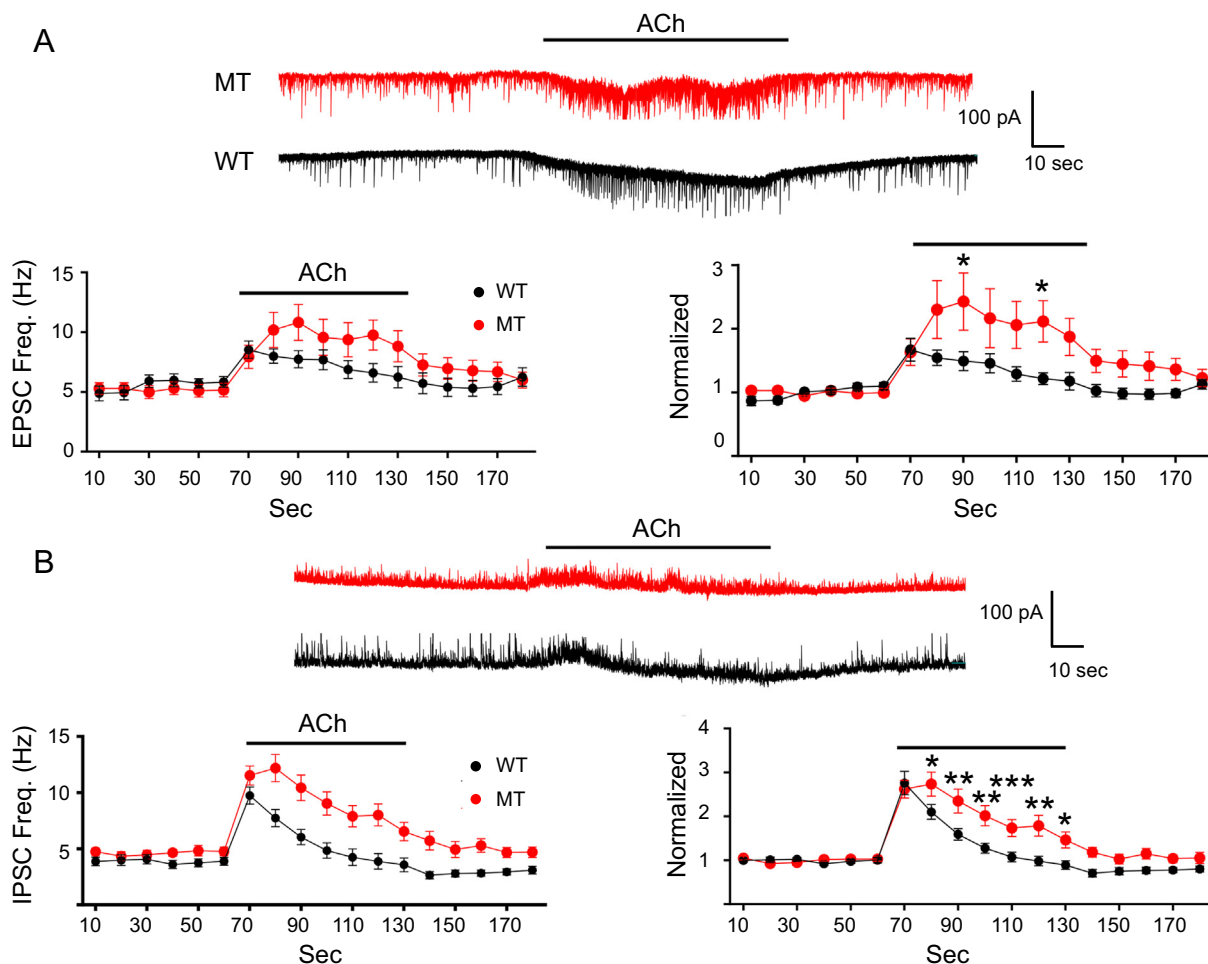 A
ACh
MT
WT
100 pA
10 sec
ACh
WT
MT
EPSC Freq. (Hz)
15
10
5
0
10 30 50 70 90 110 130 150 170
Sec
* *
Normalized
3
2
1
0
10 30 50 70 90 110 130 150 170
Sec
B
ACh
100 pA
10 sec
ACh
WT
MT
IPSC Freq. (Hz)
15
10
5
10 30 50 70 90 110 130 150 170
Sec
* ** ** *** ** *
Normalized
4
3
2
1
10 30 50 70 90 110 130 150 170
Sec